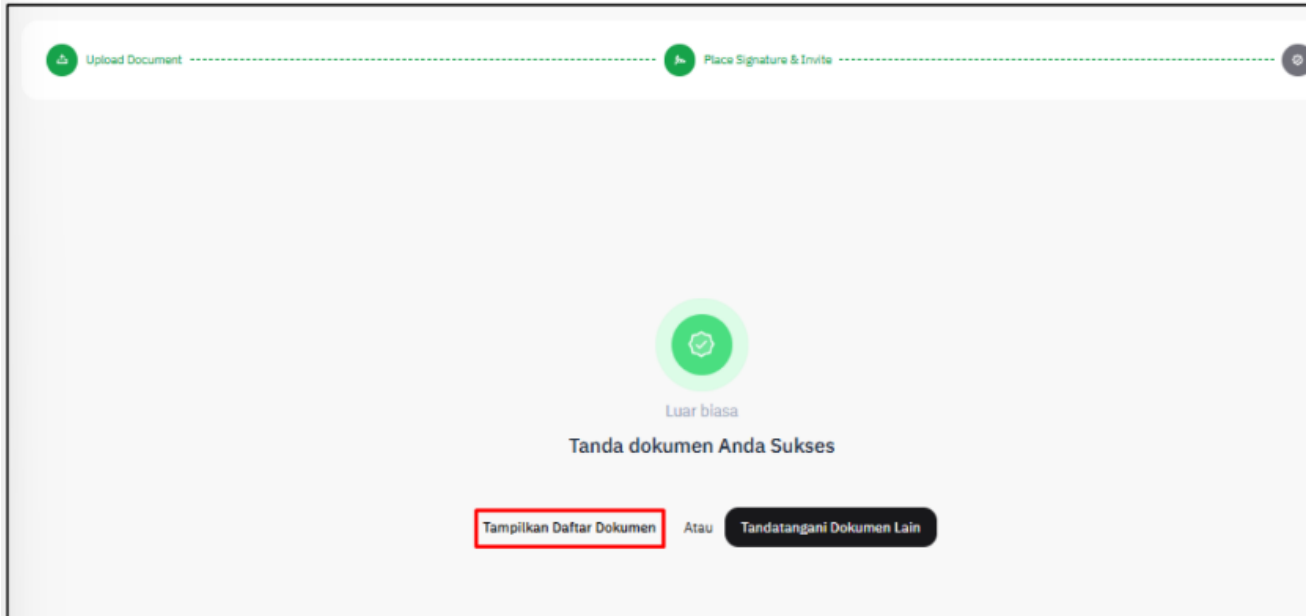 Upload Document
Place Signature & Invite
Luar biasa
Tanda dokumen Anda Sukses
Tampilkan Daftar Dokumen Atau Tandatangani Dokumen Lain